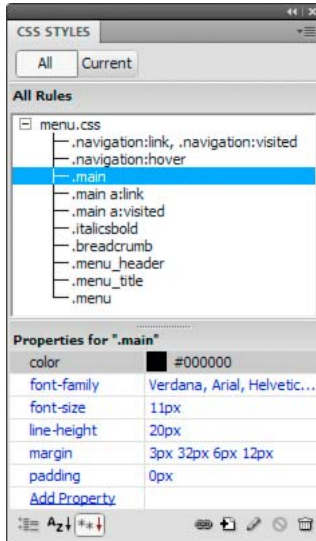 CSS STYLES
All Current
All Rules
menu.css
.navigation:link, .navigation:visited
.navigation:hover
.main
.main a:link
.main a:visited
.italicsbold
.breadcrumb
.menu_header
.menu_title
.menu
Properties for ".main"
color #000000
font-family Verdana, Arial, Helvetic...
font-size 11px
line-height 20px
margin 3px 32px 6px 12px
padding 0px
Add Property